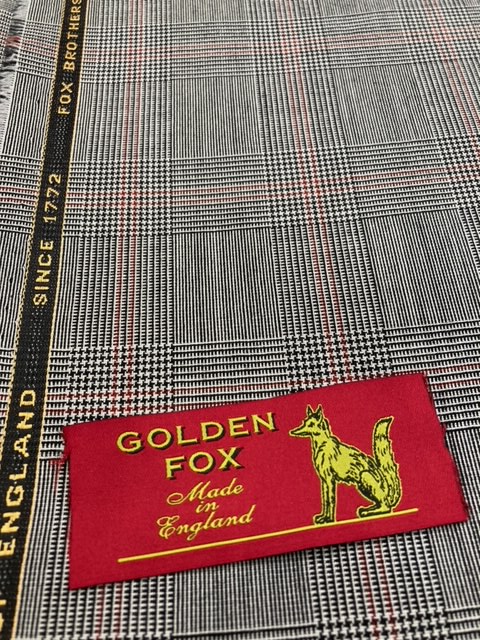 ENGLAND SINCE 1772 FOX BROTHERS
GOLDEN
FOX
Made
in
England